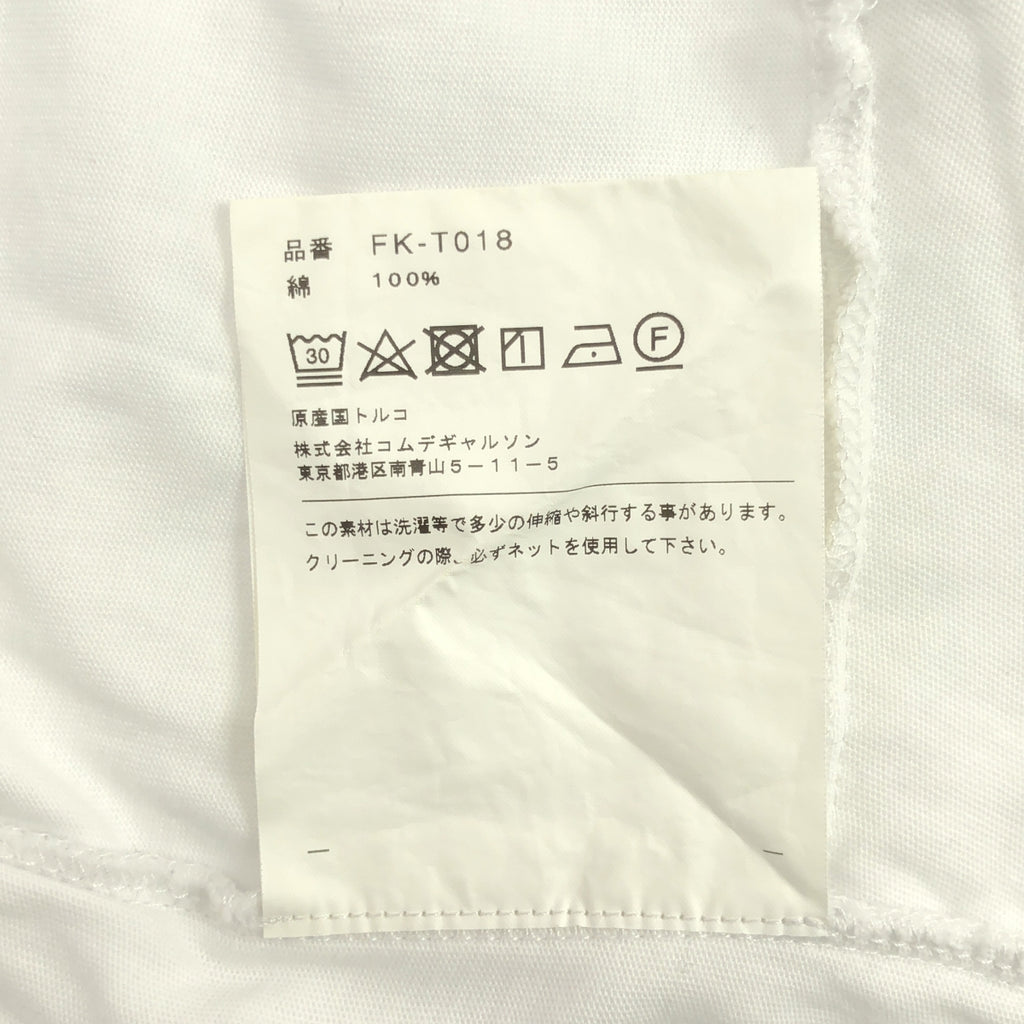 品番 FK-T018
綿 100%
30 F
原産国トルコ
株式会社コムデギャルソン
東京都港区南青山5-11-5
この素材は洗濯等で多少の伸縮や斜行する事があります。
クリーニングの際、必ずネットを使用して下さい。